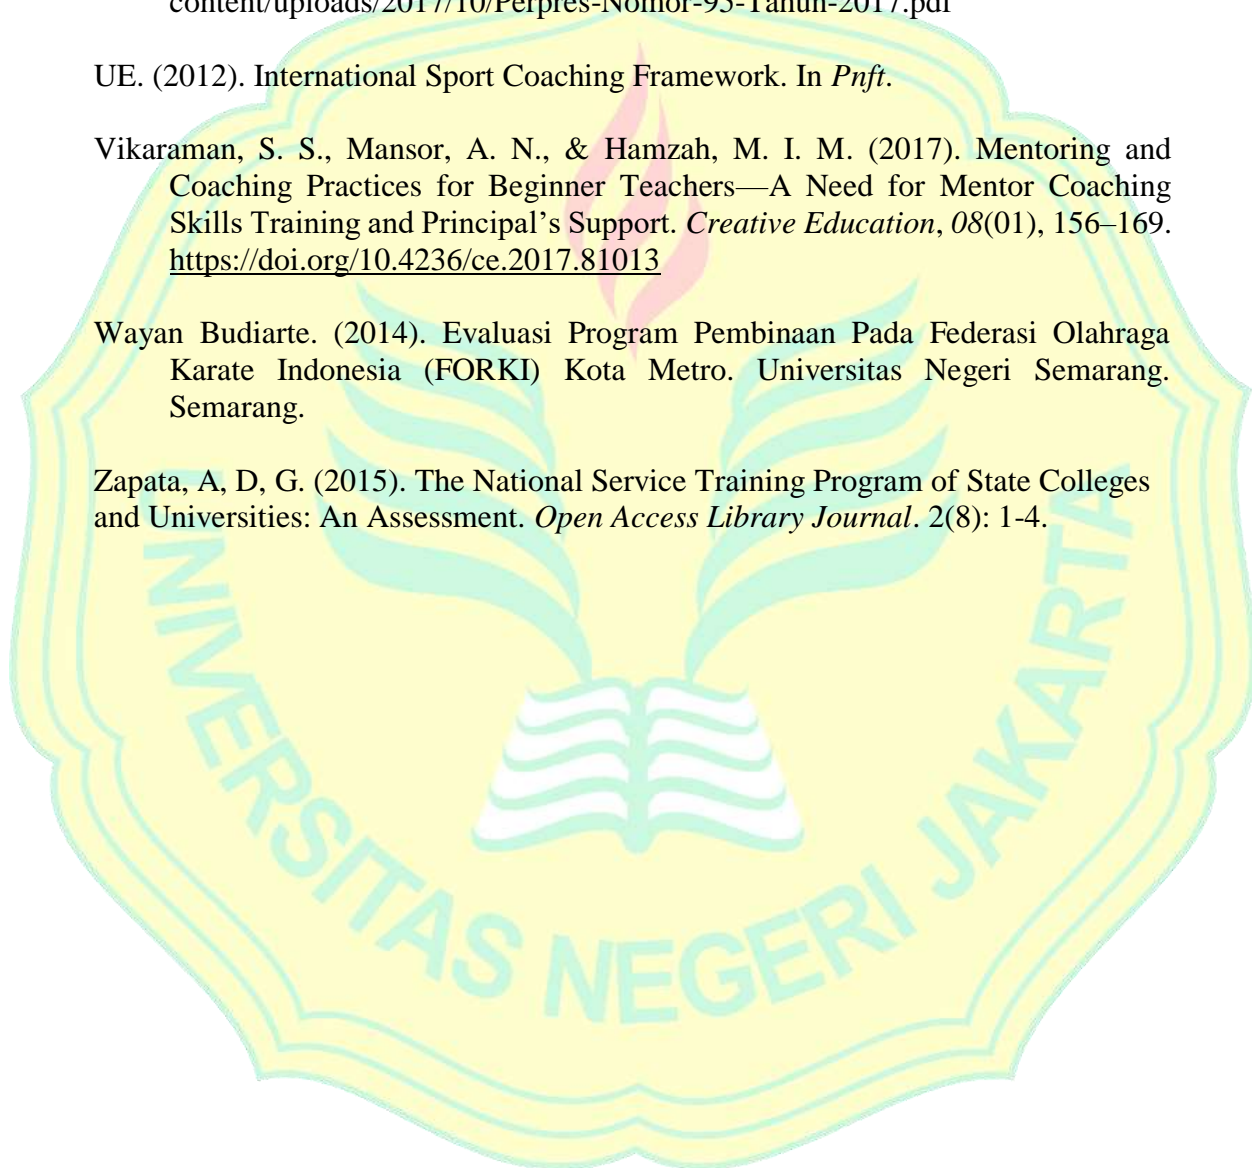 content/uploads/2017/10/Perpres-Nomor-95-Tahun-2017.pdf
UE. (2012). International Sport Coaching Framework. In Pnft.
Vikaraman, S. S., Mansor, A. N., & Hamzah, M. I. M. (2017). Mentoring and
Coaching Practices for Beginner Teachers—A Need for Mentor Coaching
Skills Training and Principal’s Support. Creative Education, 08(01), 156–169.
https://doi.org/10.4236/ce.2017.81013
Wayan Budiarte. (2014). Evaluasi Program Pembinaan Pada Federasi Olahraga
Karate Indonesia (FORKI) Kota Metro. Universitas Negeri Semarang.
Semarang.
Zapata, A, D, G. (2015). The National Service Training Program of State Colleges
and Universities: An Assessment. Open Access Library Journal. 2(8): 1-4.
UNIVERSITAS NEGERI JAKARTA